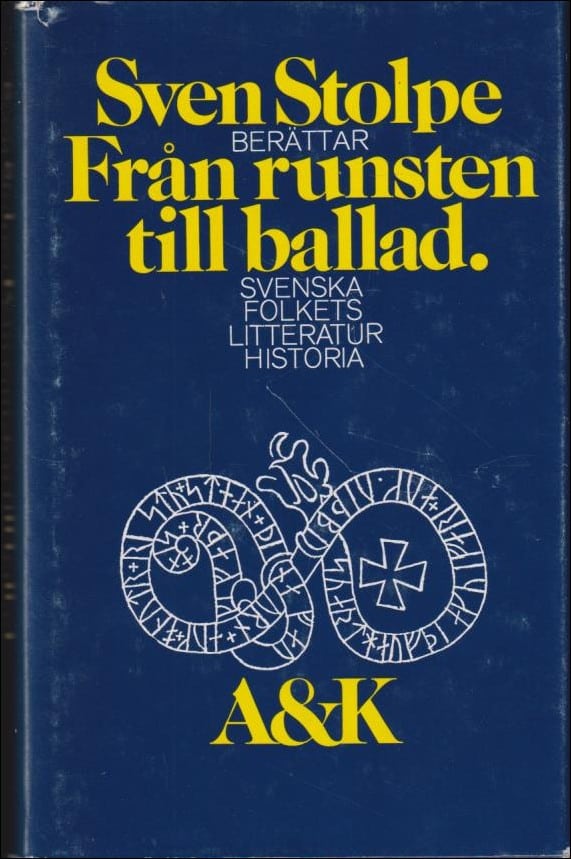 Sven Stolpe
BERÄTTAR
Från runsten
till ballad.
SVENSKA
FOLKETS
LITTERATUR
HISTORIA
A&K